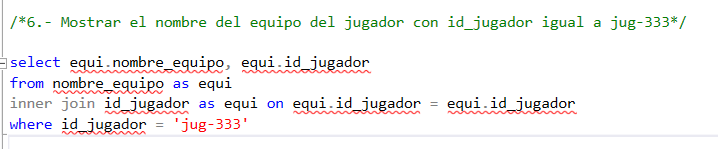 /*6.- Mostrar el nombre del equipo del jugador con id_jugador igual a jug-333*/
select equi.nombre_equipo, equi.id_jugador
from nombre_equipo as equi
inner join id_jugador as equi on equi.id_jugador = equi.id_jugador
where id_jugador = 'jug-333'